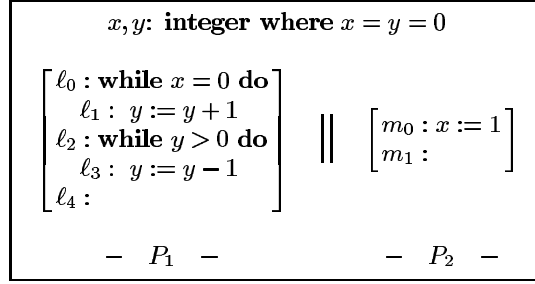 x, y: integer where x = y = 0
ℓ₀ : while x = 0 do
ℓ₁ : y := y + 1
ℓ₂ : while y > 0 do
ℓ₃ : y := y − 1
ℓ₄ :
||
m₀ : x := 1
m₁ :
− P₁ −
− P₂ −